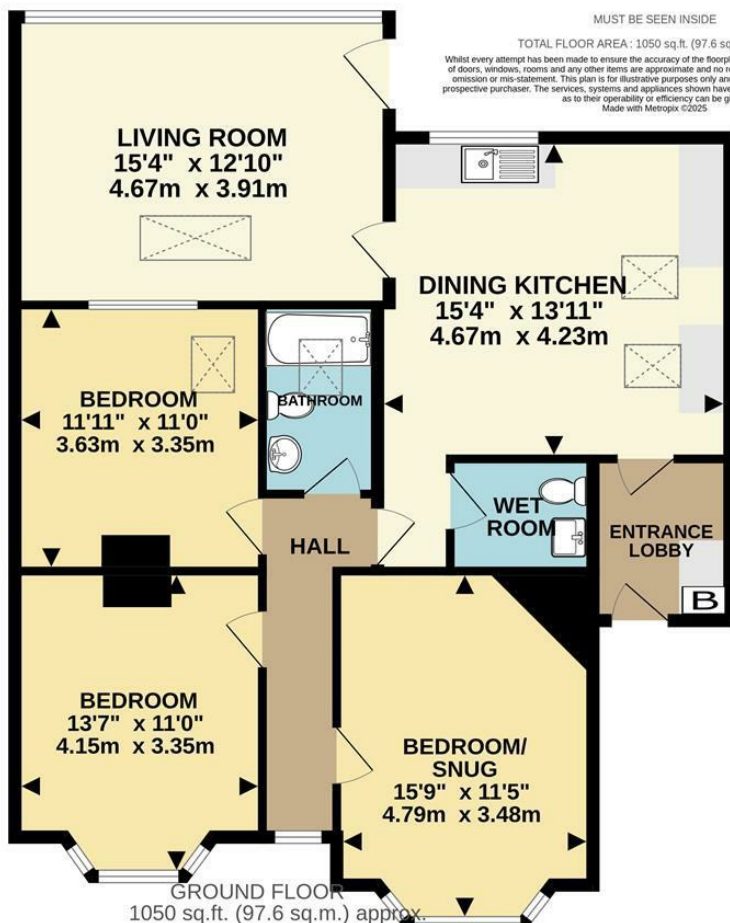 MUST BE SEEN INSIDE
TOTAL FLOOR AREA : 1050 sq.ft. (97.6 sq
Whilst every attempt has been made to ensure the accuracy of the floorpl
of doors, windows, rooms and any other items are approximate and no r
omission or mis-statement. This plan is for illustrative purposes only an
prospective purchaser. The services, systems and appliances shown have
as to their operability or efficiency can be gi
Made with Metropix ©2025
LIVING ROOM
15'4" x 12'10"
4.67m x 3.91m
DINING KITCHEN
15'4" x 13'11"
4.67m x 4.23m
BEDROOM
11'11" x 11'0"
3.63m x 3.35m
BATHROOM
WET
ROOM
ENTRANCE
LOBBY
B
HALL
BEDROOM
13'7" x 11'0"
4.15m x 3.35m
BEDROOM/
SNUG
15'9" x 11'5"
4.79m x 3.48m
GROUND FLOOR
1050 sq.ft. (97.6 sq.m.) approx.